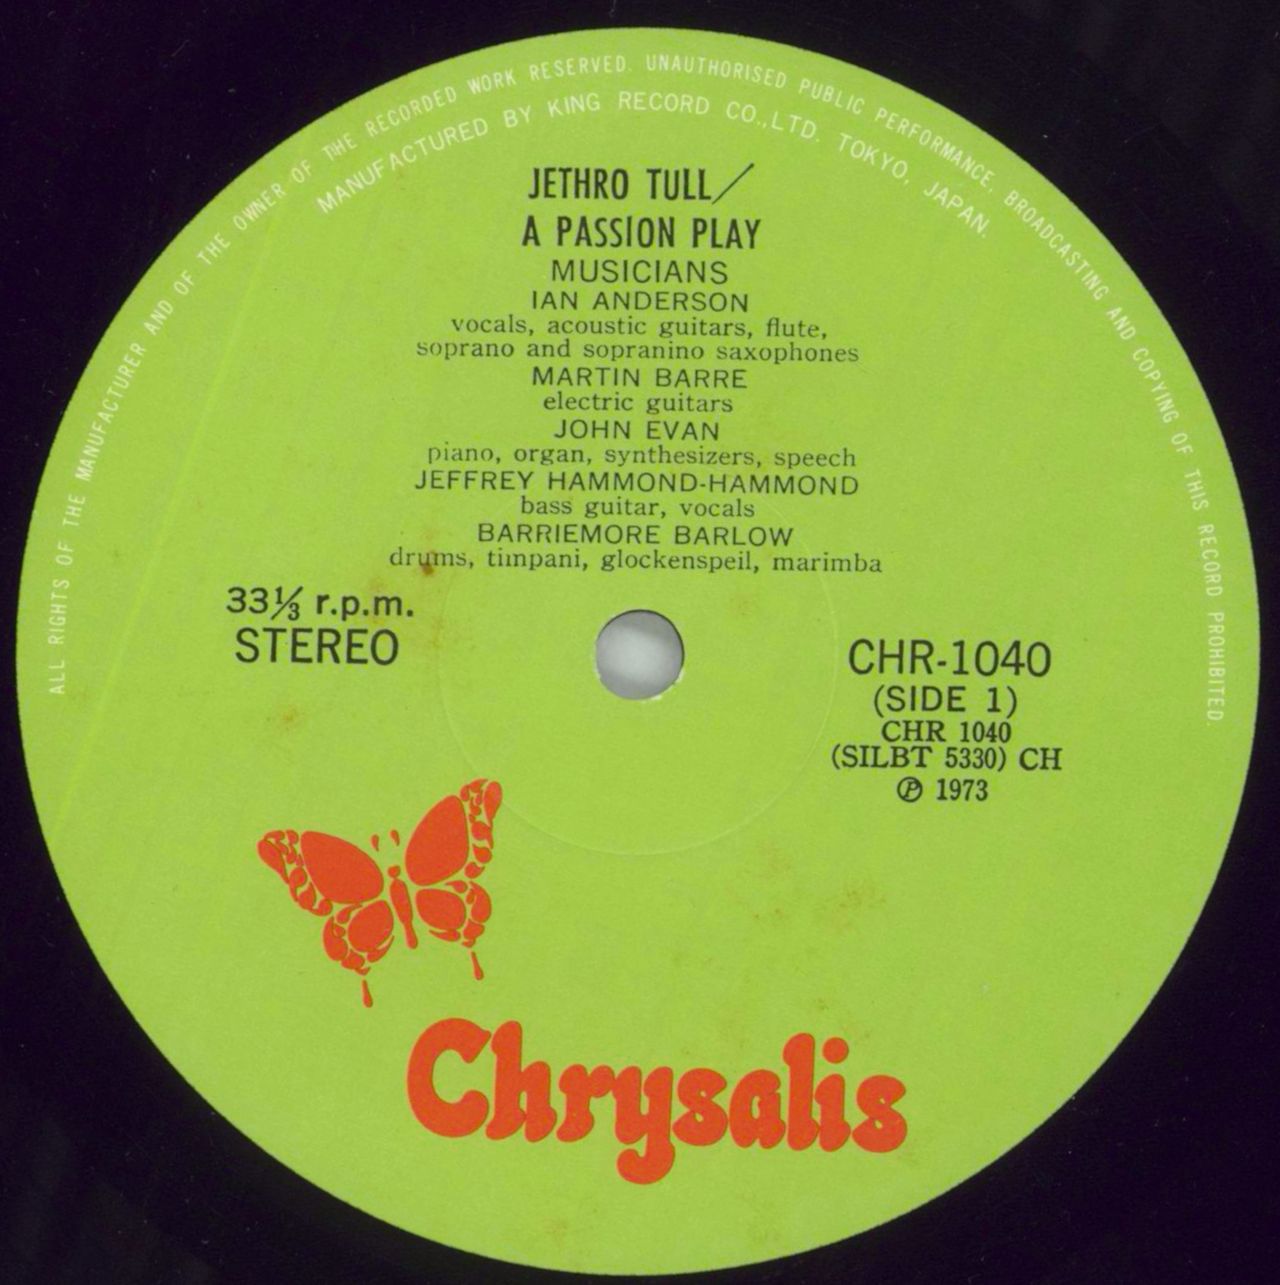 ALL RIGHTS OF THE MANUFACTURER AND OF THE OWNER OF THE RECORDED WORK RESERVED. UNAUTHORISED PUBLIC PERFORMANCE, BROADCASTING AND COPYING OF THIS RECORD PROHIBITED.
MANUFACTURED BY KING RECORD CO.,LTD. TOKYO, JAPAN.
JETHRO TULL/
A PASSION PLAY
MUSICIANS
IAN ANDERSON
vocals, acoustic guitars, flute,
soprano and sopranino saxophones
MARTIN BARRE
electric guitars
JOHN EVAN
piano, organ, synthesizers, speech
JEFFREY HAMMOND-HAMMOND
bass guitar, vocals
BARRIEMORE BARLOW
drums, timpani, glockenspeil, marimba
33⅓ r.p.m.
STEREO
CHR-1040
(SIDE 1)
CHR 1040
(SILBT 5330) CH
℗ 1973
Chrysalis